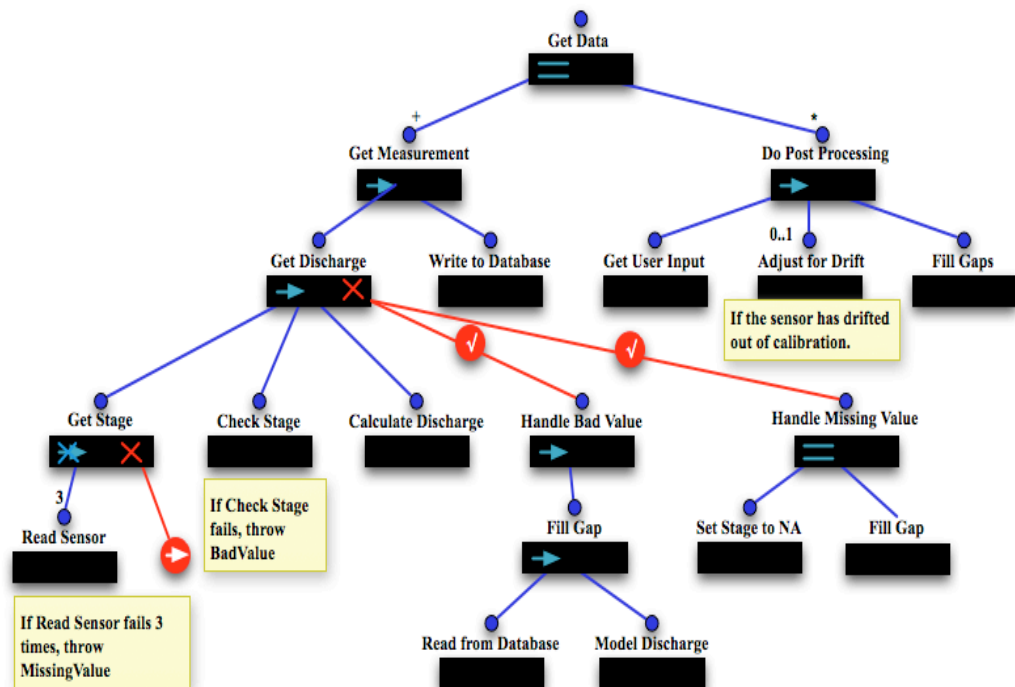 Get Data
+
*
Get Measurement
Do Post Processing
0..1
Get Discharge
Write to Database
Get User Input
Adjust for Drift
Fill Gaps
If the sensor has drifted
out of calibration.
√
√
Get Stage
Check Stage
Calculate Discharge
Handle Bad Value
Handle Missing Value
3
If Check Stage
fails, throw
BadValue
Read Sensor
Fill Gap
Set Stage to NA
Fill Gap
If Read Sensor fails 3
times, throw
MissingValue
Read from Database
Model Discharge